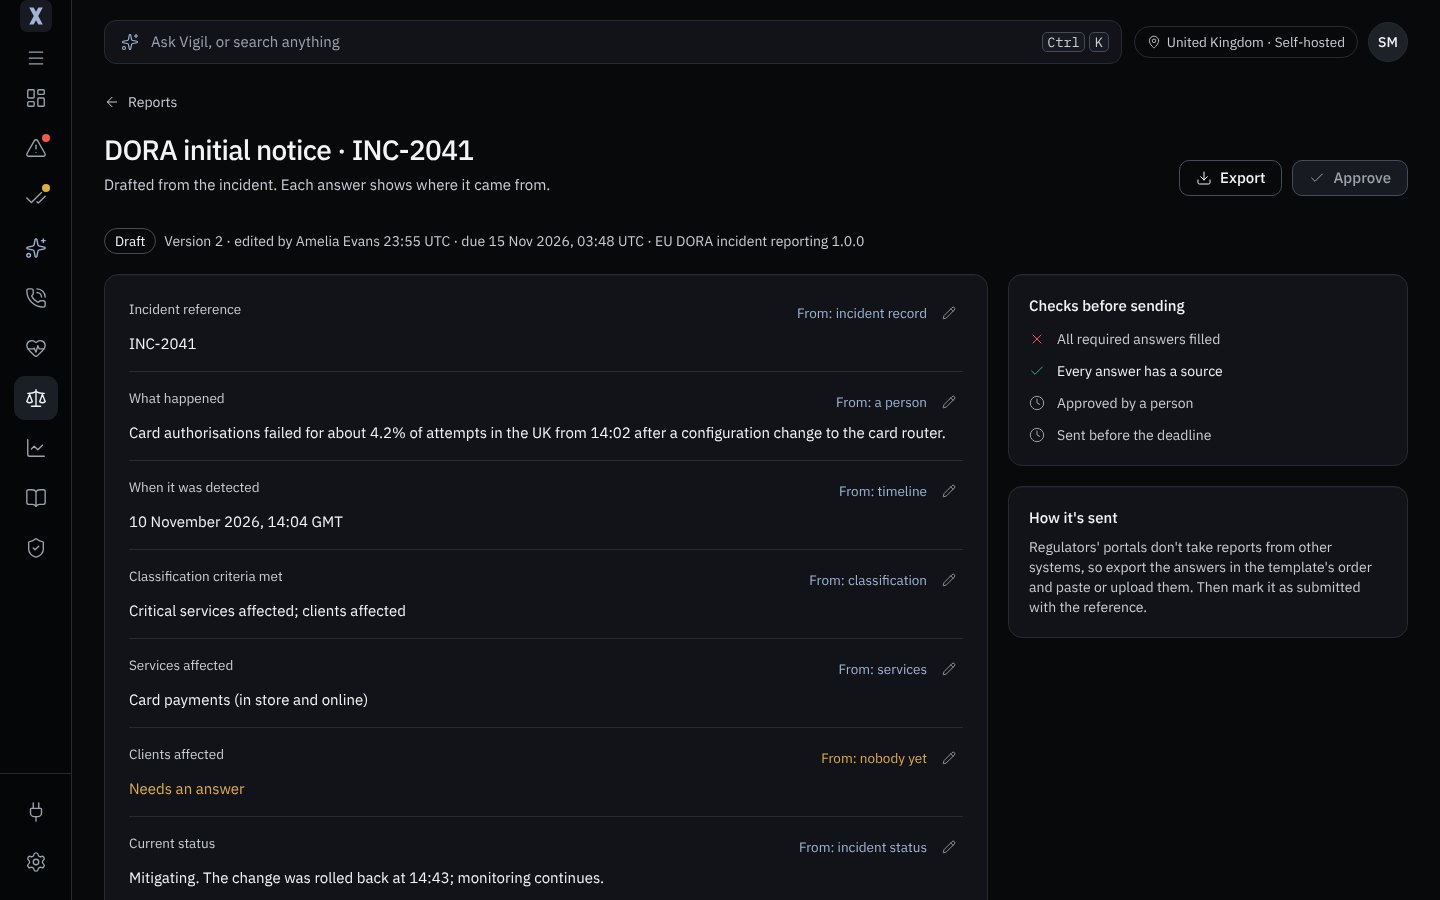 Ask Vigil, or search anything
Ctrl K
United Kingdom · Self-hosted
SM
Reports
DORA initial notice · INC-2041
Drafted from the incident. Each answer shows where it came from.
Export
Approve
Draft
Version 2 · edited by Amelia Evans 23:55 UTC · due 15 Nov 2026, 03:48 UTC · EU DORA incident reporting 1.0.0
Incident reference
From: incident record
INC-2041
What happened
From: a person
Card authorisations failed for about 4.2% of attempts in the UK from 14:02 after a configuration change to the card router.
When it was detected
From: timeline
10 November 2026, 14:04 GMT
Classification criteria met
From: classification
Critical services affected; clients affected
Services affected
From: services
Card payments (in store and online)
Clients affected
From: nobody yet
Needs an answer
Current status
From: incident status
Mitigating. The change was rolled back at 14:43; monitoring continues.
Checks before sending
All required answers filled
Every answer has a source
Approved by a person
Sent before the deadline
How it's sent
Regulators' portals don't take reports from other
systems, so export the answers in the template's order
and paste or upload them. Then mark it as submitted
with the reference.